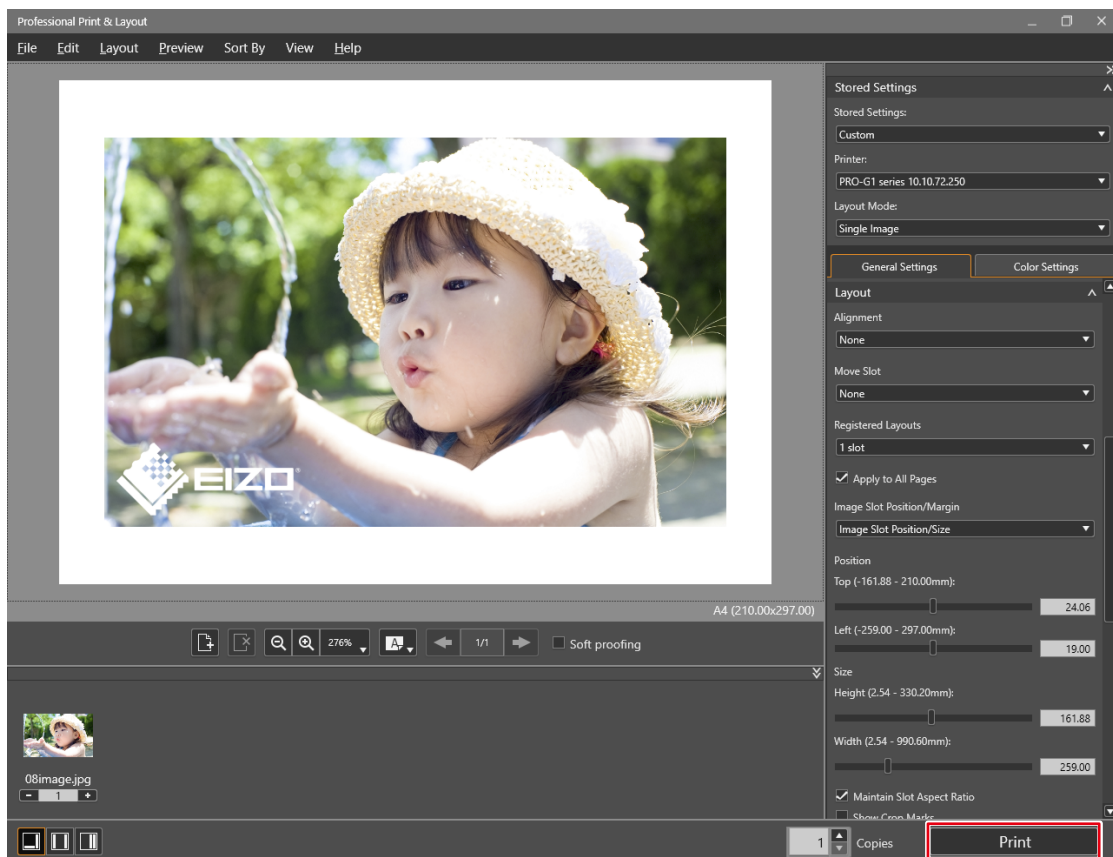 Professional Print & Layout
File Edit Layout Preview Sort By View Help
Stored Settings
Stored Settings:
Custom
Printer:
PRO-G1 series 10.10.72.250
Layout Mode:
Single Image
General Settings Color Settings
Layout
Alignment
None
Move Slot
None
Registered Layouts
1 slot
Apply to All Pages
Image Slot Position/Margin
Image Slot Position/Size
Position
Top (-161.88 - 210.00mm):
24.06
Left (-259.00 - 297.00mm):
19.00
Size
Height (2.54 - 330.20mm):
161.88
Width (2.54 - 990.60mm):
259.00
Maintain Slot Aspect Ratio
Show Crop Marks
EIZO
A4 (210.00x297.00)
276% A 1/1 Soft proofing
08image.jpg
- 1 +
1 Copies Print